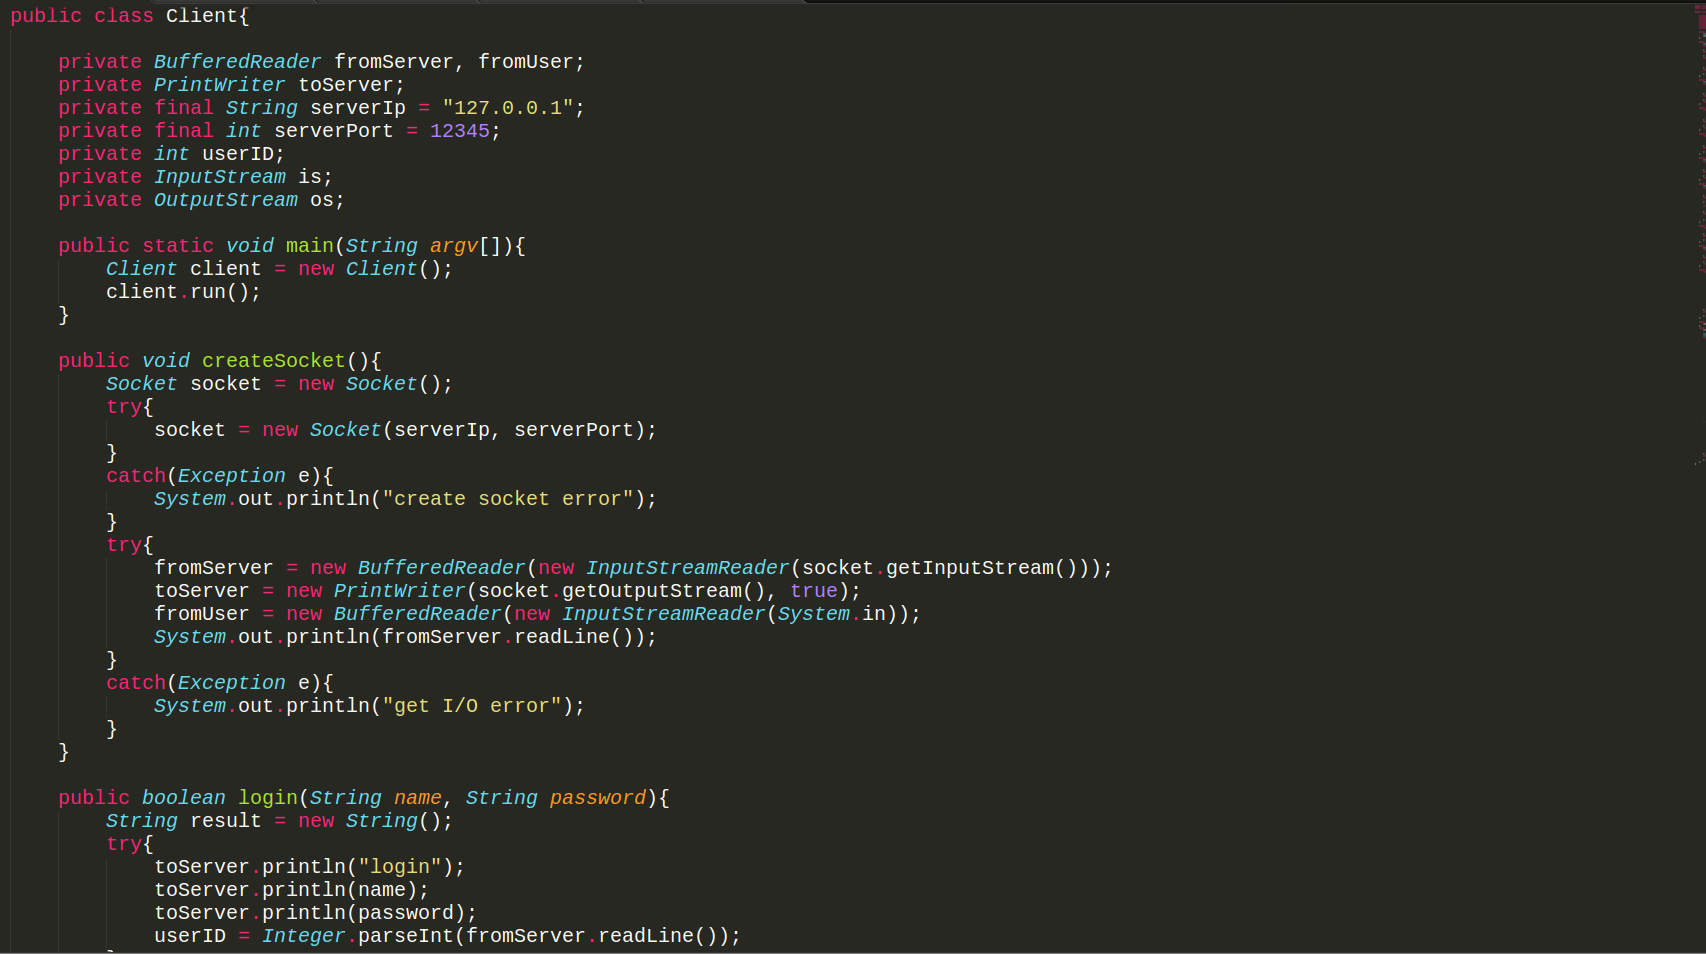 public class Client{
    private BufferedReader fromServer, fromUser;
    private PrintWriter toServer;
    private final String serverIp = "127.0.0.1";
    private final int serverPort = 12345;
    private int userID;
    private InputStream is;
    private OutputStream os;
    public static void main(String argv[]){
        Client client = new Client();
        client.run();
    }
    public void createSocket(){
        Socket socket = new Socket();
        try{
            socket = new Socket(serverIp, serverPort);
        }
        catch(Exception e){
            System.out.println("create socket error");
        }
        try{
            fromServer = new BufferedReader(new InputStreamReader(socket.getInputStream()));
            toServer = new PrintWriter(socket.getOutputStream(), true);
            fromUser = new BufferedReader(new InputStreamReader(System.in));
            System.out.println(fromServer.readLine());
        }
        catch(Exception e){
            System.out.println("get I/O error");
        }
    }
    public boolean login(String name, String password){
        String result = new String();
        try{
            toServer.println("login");
            toServer.println(name);
            toServer.println(password);
            userID = Integer.parseInt(fromServer.readLine());